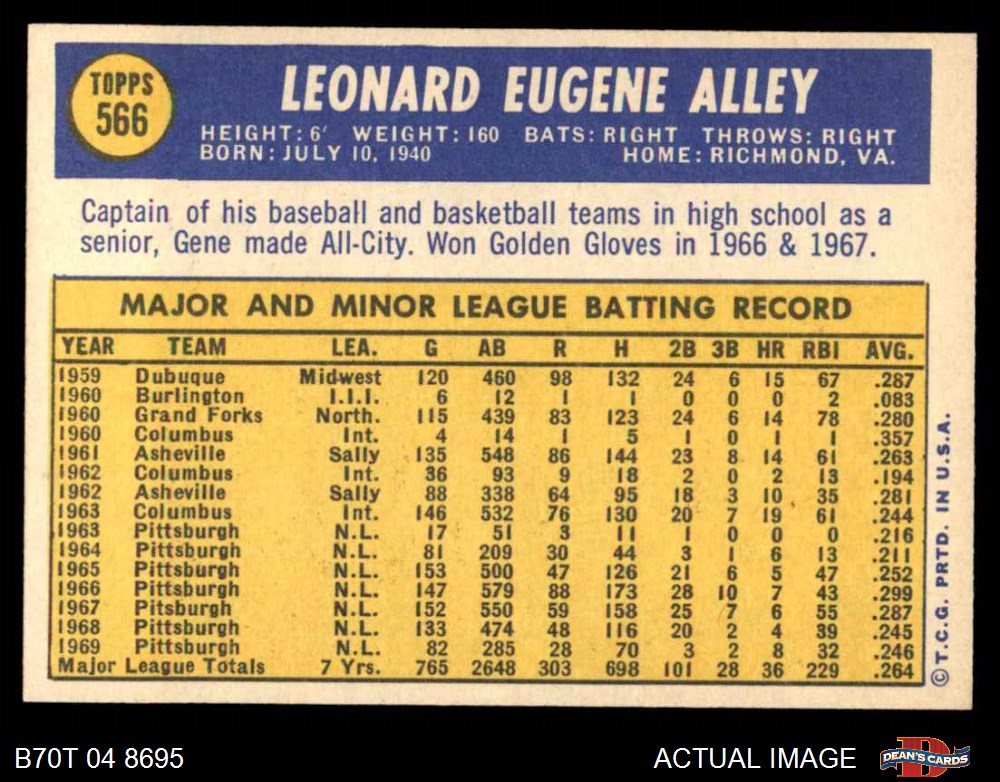 TOPPS
566
LEONARD EUGENE ALLEY
HEIGHT: 6' WEIGHT: 160 BATS: RIGHT THROWS: RIGHT
BORN: JULY 10, 1940 HOME: RICHMOND, VA.
Captain of his baseball and basketball teams in high school as a
senior, Gene made All-City. Won Golden Gloves in 1966 & 1967.
MAJOR AND MINOR LEAGUE BATTING RECORD
YEAR TEAM LEA. G AB R H 2B 3B HR RBI AVG.
1959 Dubuque Midwest 120 460 98 132 24 6 15 67 .287
1960 Burlington I.I.I. 6 12 1 1 0 0 0 2 .083
1960 Grand Forks North. 115 439 83 123 24 6 14 78 .280
1960 Columbus Int. 4 14 1 5 1 0 1 1 .357
1961 Asheville Sally 135 548 86 144 23 8 14 61 .263
1962 Columbus Int. 36 93 9 18 2 0 2 13 .194
1962 Asheville Sally 88 338 64 95 18 3 10 35 .281
1963 Columbus Int. 146 532 76 130 20 7 19 61 .244
1963 Pittsburgh N.L. 17 51 3 11 1 0 0 0 .216
1964 Pittsburgh N.L. 81 209 30 44 3 1 6 13 .211
1965 Pittsburgh N.L. 153 500 47 126 21 6 5 47 .252
1966 Pittsburgh N.L. 147 579 88 173 28 10 7 43 .299
1967 Pitsburgh N.L. 152 550 59 158 25 7 6 55 .287
1968 Pittsburgh N.L. 133 474 48 116 20 2 4 39 .245
1969 Pittsburgh N.L. 82 285 28 70 3 2 8 32 .246
Major League Totals 7 Yrs. 765 2648 303 698 101 28 36 229 .264
©T.C.G. PRTD. IN U.S.A.
B70T 04 8695 ACTUAL IMAGE
D
DEAN'S CARDS